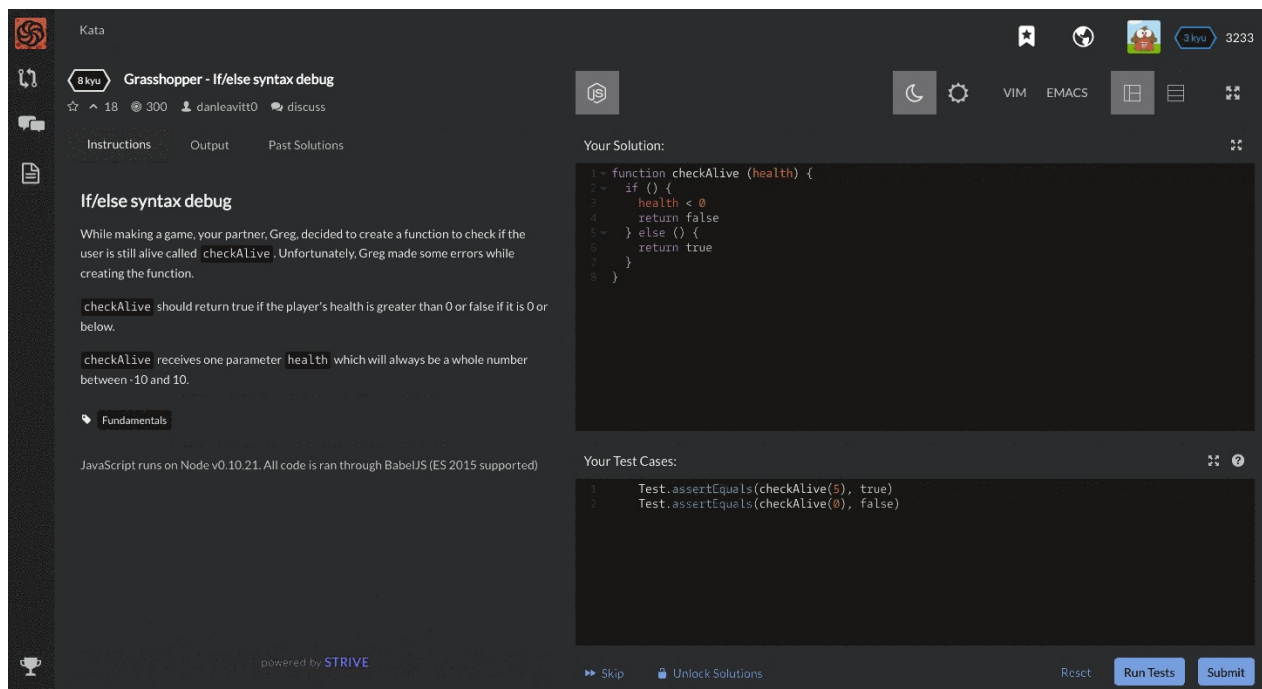 Kata
3 kyu 3233
8 kyu Grasshopper - If/else syntax debug
18 300 danleavitt0 discuss
JS VIM EMACS
Instructions Output Past Solutions
If/else syntax debug
While making a game, your partner, Greg, decided to create a function to check if the
user is still alive called checkAlive. Unfortunately, Greg made some errors while
creating the function.
checkAlive should return true if the player's health is greater than 0 or false if it is 0 or
below.
checkAlive receives one parameter health which will always be a whole number
between -10 and 10.
Fundamentals
JavaScript runs on Node v0.10.21. All code is ran through BabelJS (ES 2015 supported)
powered by STRIVE
Your Solution:
1 function checkAlive (health) {
2 if () {
3 health < 0
4 return false
5 } else () {
6 return true
7 }
8 }
Your Test Cases:
1 Test.assertEquals(checkAlive(5), true)
2 Test.assertEquals(checkAlive(0), false)
Skip Unlock Solutions Reset Run Tests Submit